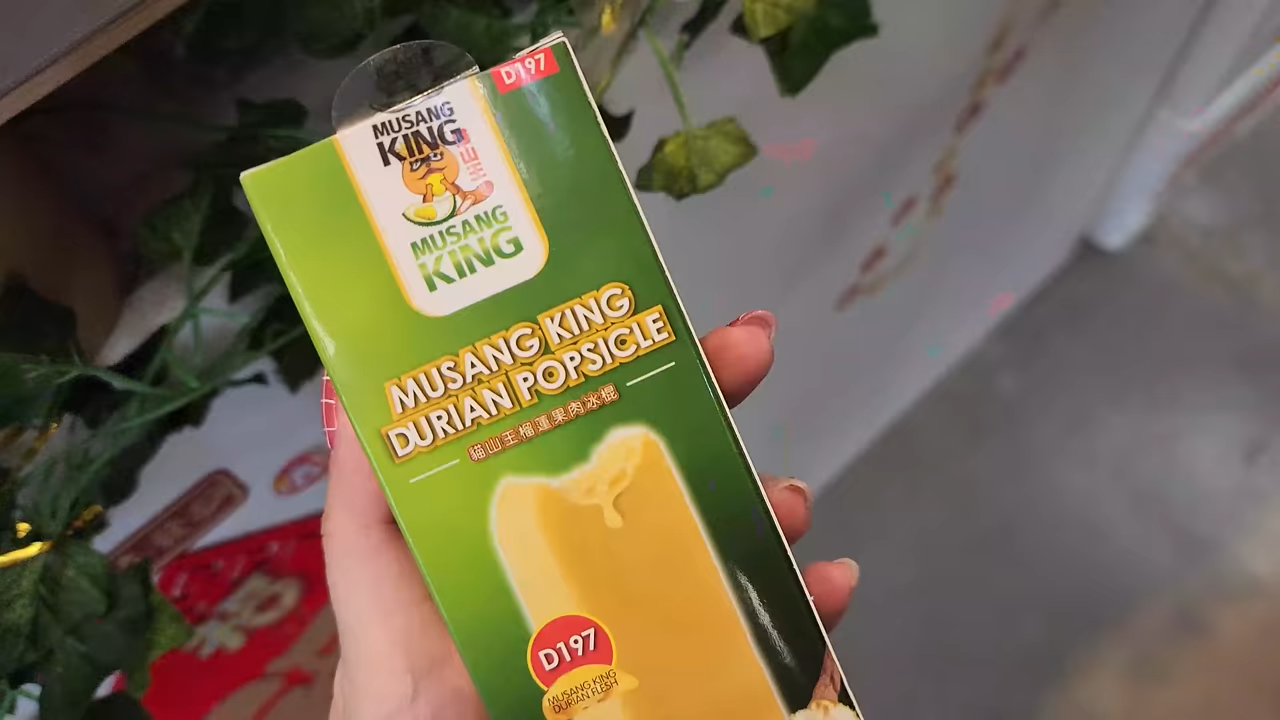 D197
MUSANG
KING
MUSANG
KING
MUSANG KING
DURIAN POPSICLE
貓山王榴蓮果肉冰棍
D197
MUSANG KING
DURIAN FLESH